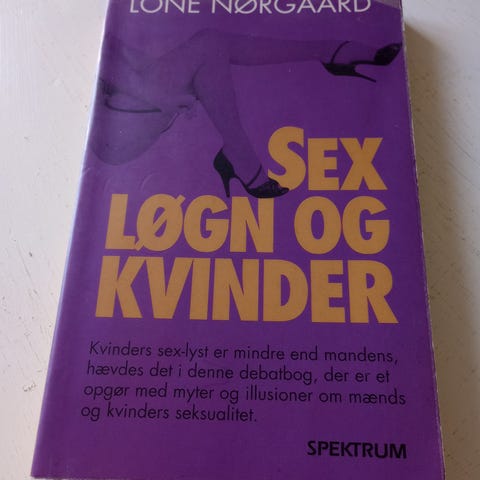 LONE NØRGAARD
SEX
LØGN OG
KVINDER
Kvinders sex-lyst er mindre end mandens,
hævdes det i denne debatbog, der er et
opgør med myter og illusioner om mænds
og kvinders seksualitet.
SPEKTRUM